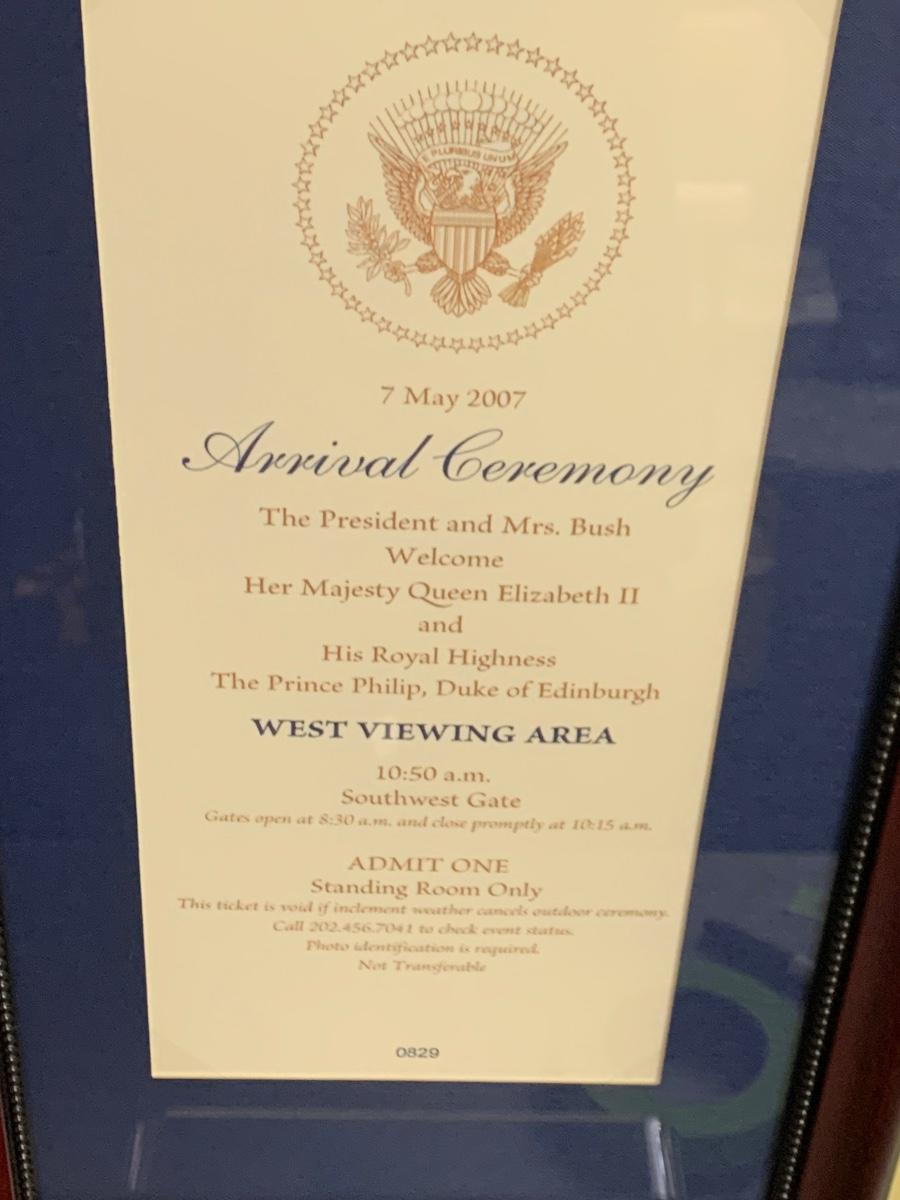 E PLURIBUS UNUM
7 May 2007
Arrival Ceremony
The President and Mrs. Bush
Welcome
Her Majesty Queen Elizabeth II
and
His Royal Highness
The Prince Philip, Duke of Edinburgh
WEST VIEWING AREA
10:50 a.m.
Southwest Gate
Gates open at 8:30 a.m. and close promptly at 10:15 a.m.
ADMIT ONE
Standing Room Only
This ticket is void if inclement weather cancels outdoor ceremony.
Call 202.456.7041 to check event status.
Photo identification is required.
Not Transferable
0829